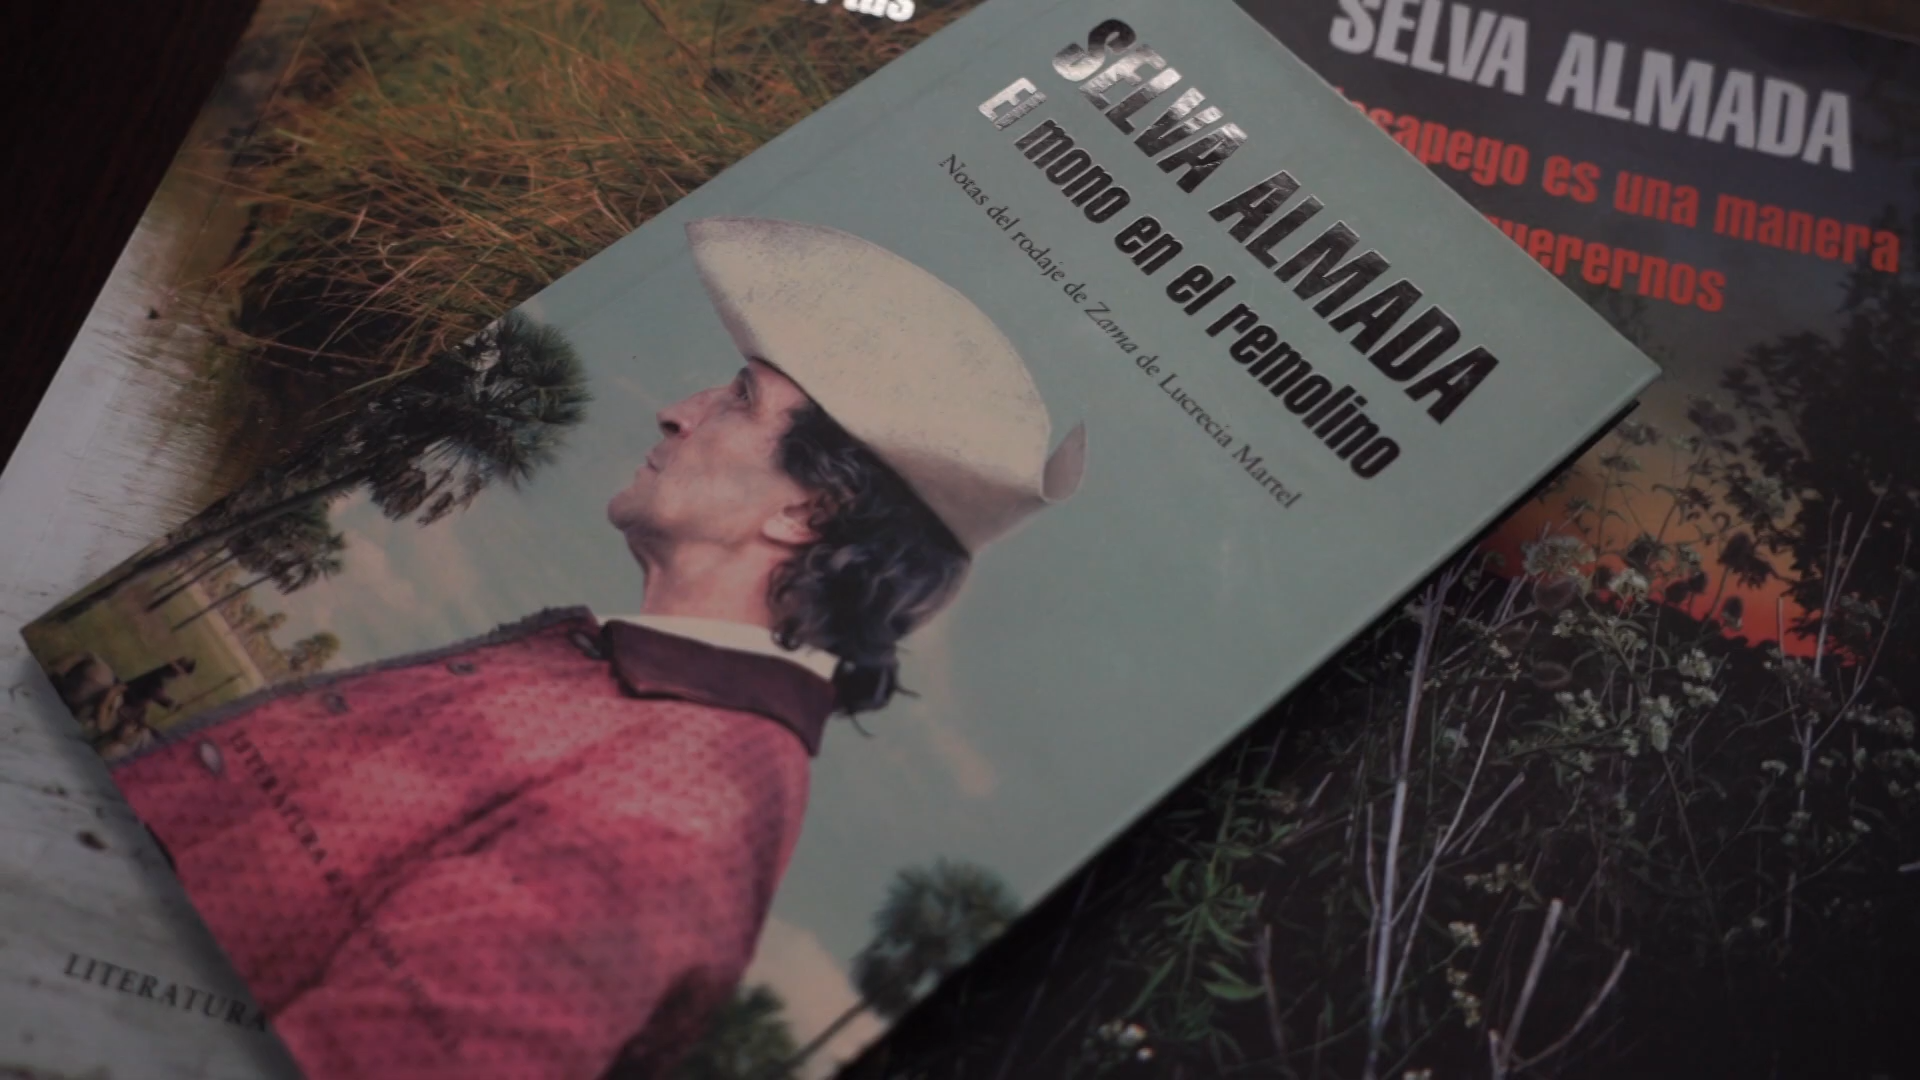 SELVA ALMADA
El mono en el remolino
Notas del rodaje de Zama de Lucrecia Martel
LITERATURA
SELVA ALMADA
es una manera
LITERATURA